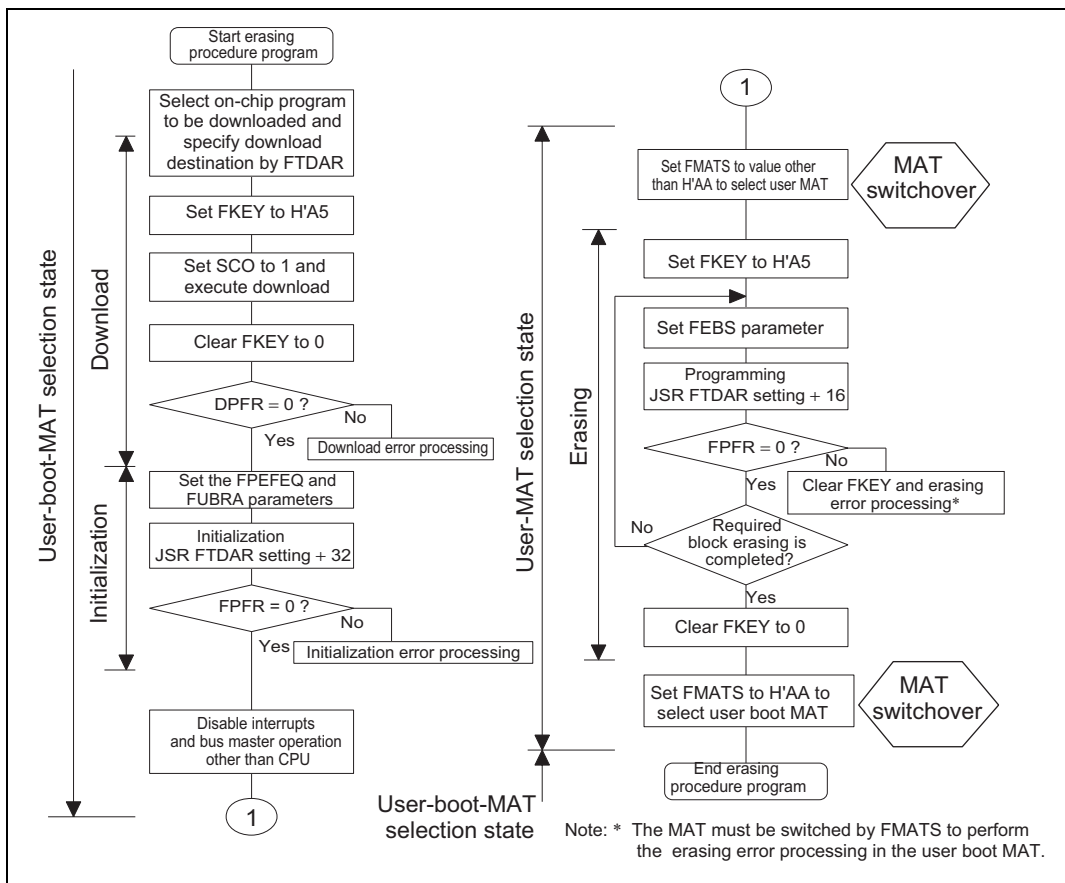 Start erasing
procedure program
Select on-chip program
to be downloaded and
specify download
destination by FTDAR
Set FKEY to H'A5
Set SCO to 1 and
execute download
Clear FKEY to 0
DPFR = 0 ?
No
Yes
Download error processing
Set the FPEFEQ and
FUBRA parameters
Initialization
JSR FTDAR setting + 32
FPFR = 0 ?
No
Yes
Initialization error processing
Disable interrupts
and bus master operation
other than CPU
1
User-boot-MAT selection state
Download
Initialization
1
Set FMATS to value other
than H'AA to select user MAT
MAT
switchover
Set FKEY to H'A5
Set FEBS parameter
Programming
JSR FTDAR setting + 16
FPFR = 0 ?
No
Yes
Clear FKEY and erasing
error processing*
No
Required
block erasing is
completed?
Yes
Clear FKEY to 0
Set FMATS to H'AA to
select user boot MAT
MAT
switchover
End erasing
procedure program
User-MAT selection state
Erasing
User-boot-MAT
selection state
Note: * The MAT must be switched by FMATS to perform
the erasing error processing in the user boot MAT.